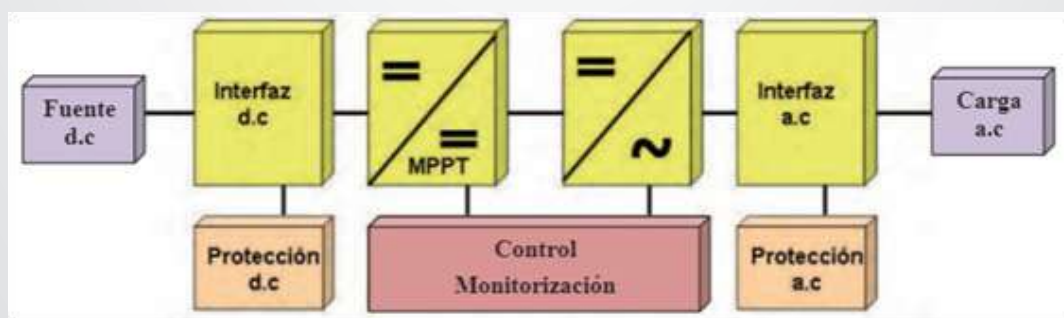 Fuente
d.c
Interfaz
d.c
=
=
MPPT
=
~
Interfaz
a.c
Carga
a.c
Protección
d.c
Control
Monitorización
Protección
a.c